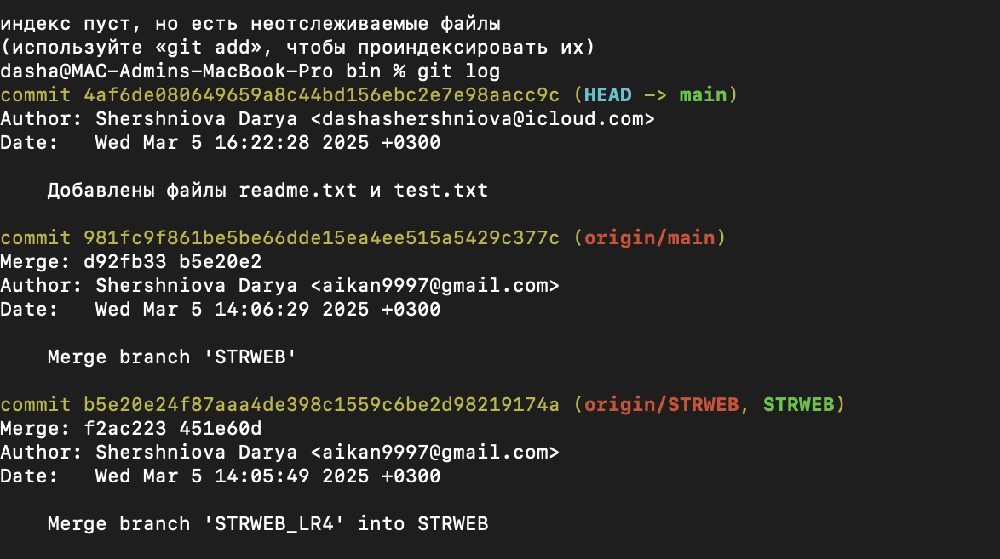 индекс пуст, но есть неотслеживаемые файлы
(используйте «git add», чтобы проиндексировать их)
dasha@MAC-Admins-MacBook-Pro bin % git log
commit 4af6de080649659a8c44bd156ebc2e7e98aacc9c (HEAD -> main)
Author: Shershniova Darya <dashashershniova@icloud.com>
Date:   Wed Mar 5 16:22:28 2025 +0300
    Добавлены файлы readme.txt и test.txt
commit 981fc9f861be5be66dde15ea4ee515a5429c377c (origin/main)
Merge: d92fb33 b5e20e2
Author: Shershniova Darya <aikan9997@gmail.com>
Date:   Wed Mar 5 14:06:29 2025 +0300
    Merge branch 'STRWEB'
commit b5e20e24f87aaa4de398c1559c6be2d98219174a (origin/STRWEB, STRWEB)
Merge: f2ac223 451e60d
Author: Shershniova Darya <aikan9997@gmail.com>
Date:   Wed Mar 5 14:05:49 2025 +0300
    Merge branch 'STRWEB_LR4' into STRWEB